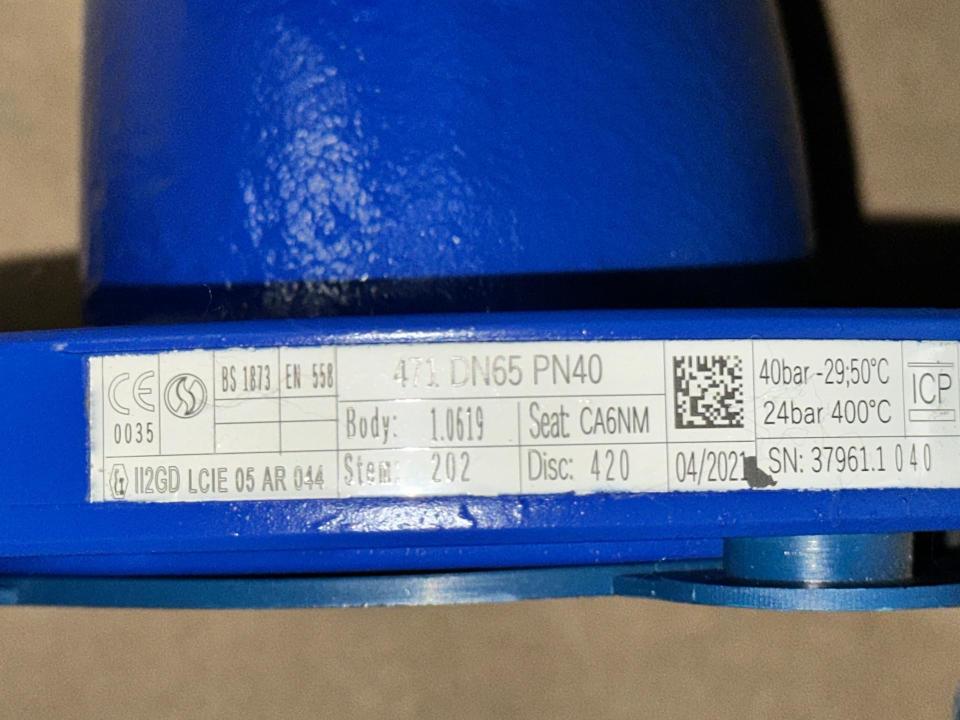 CE
0035
BS 1873 EN 558
II2GD LCIE 05 AR 044
471 DN65 PN40
Body: 1.0619
Seat: CA6NM
Stem: 202
Disc: 420
04/2021
40bar -29;50°C
24bar 400°C
SN: 37961.1 040
ICP